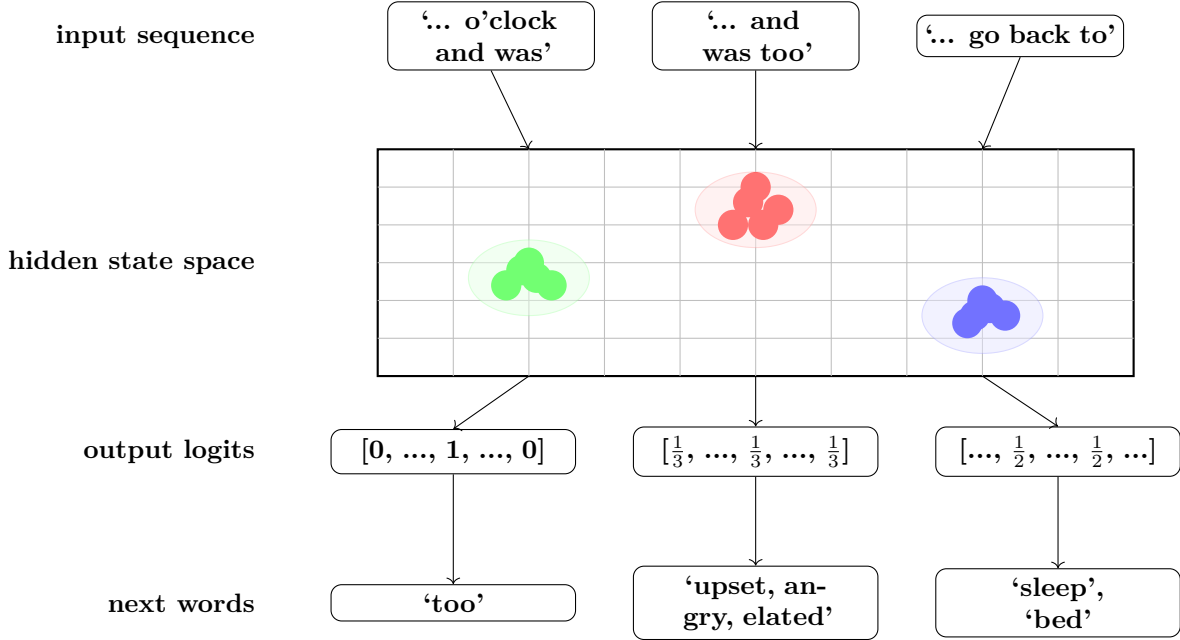 input sequence
‘... o’clock
and was’
‘... and
was too’
‘... go back to’
hidden state space
output logits
[0, ..., 1, ..., 0]
[1/3, ..., 1/3, ..., 1/3]
[..., 1/2, ..., 1/2, ...]
next words
‘too’
‘upset, an-
gry, elated’
‘sleep’,
‘bed’